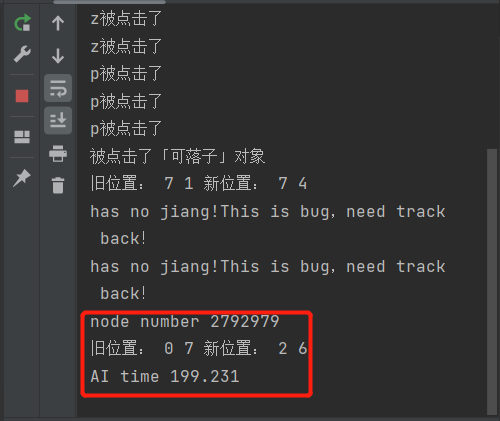 z被点击了
z被点击了
p被点击了
p被点击了
p被点击了
被点击了「可落子」对象
旧位置： 7 1 新位置： 7 4
has no jiang!This is bug，need track
 back!
has no jiang!This is bug，need track
 back!
node number 2792979
旧位置： 0 7 新位置： 2 6
AI time 199.231